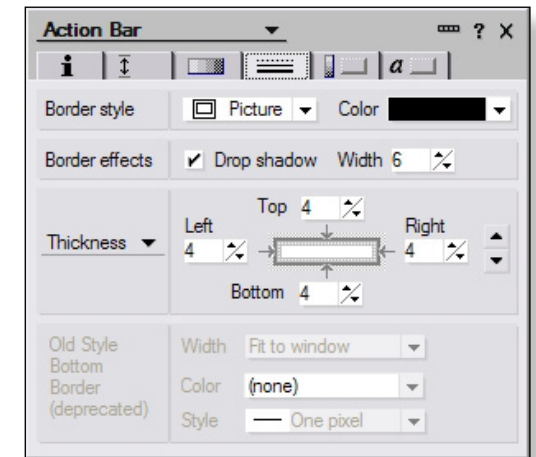 Action Bar ? X
i a
Border style Picture Color
Border effects Drop shadow Width 6
Top 4
Left Right
Thickness 4 4
Bottom 4
Old Style Width Fit to window
Bottom
Border Color (none)
(deprecated)
Style One pixel